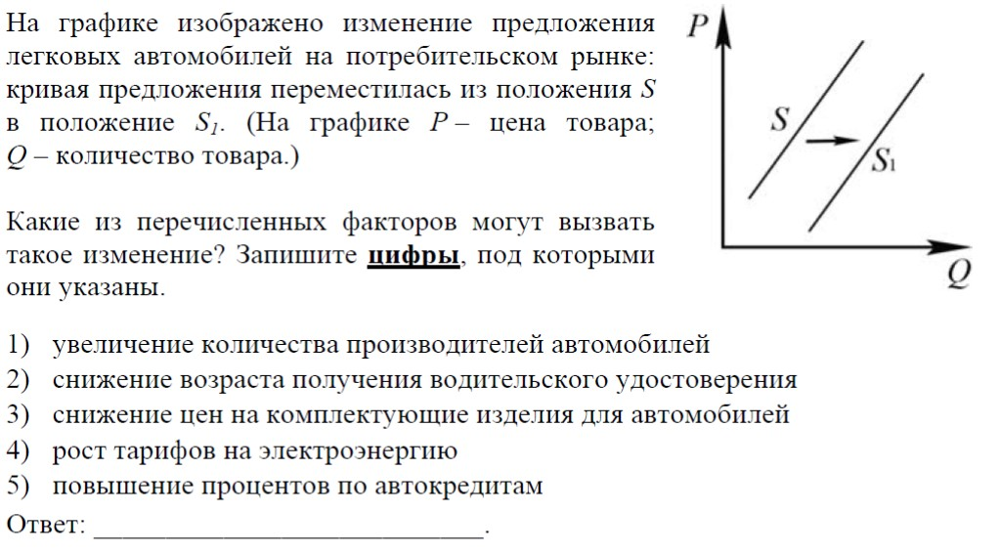 На графике изображено изменение предложения
легковых автомобилей на потребительском рынке:
кривая предложения переместилась из положения S
в положение S₁. (На графике P – цена товара;
Q – количество товара.)
Какие из перечисленных факторов могут вызвать
такое изменение? Запишите цифры, под которыми
они указаны.
1) увеличение количества производителей автомобилей
2) снижение возраста получения водительского удостоверения
3) снижение цен на комплектующие изделия для автомобилей
4) рост тарифов на электроэнергию
5) повышение процентов по автокредитам
Ответ: ___________________________.
P
S
S₁
Q